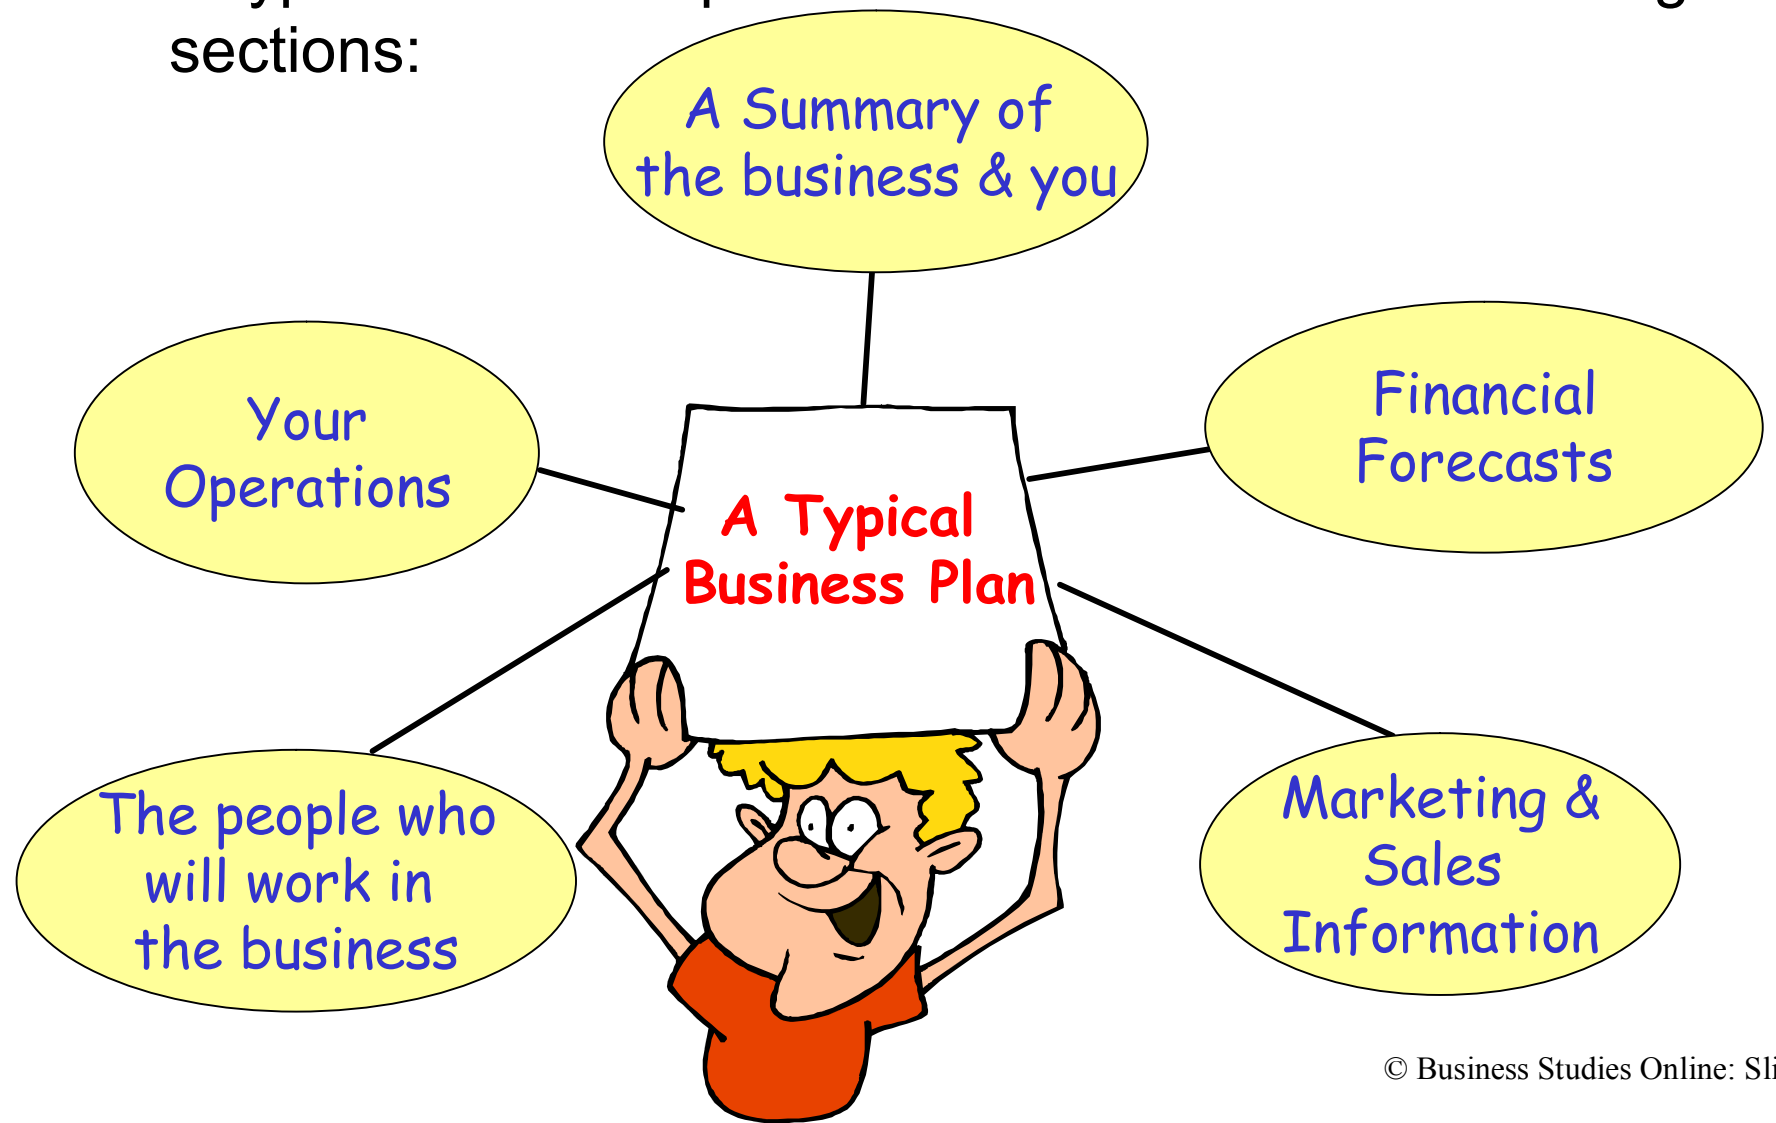 sections:
A Summary of
the business & you
Your
Operations
Financial
Forecasts
A Typical
Business Plan
The people who
will work in
the business
Marketing &
Sales
Information
© Business Studies Online: Sli